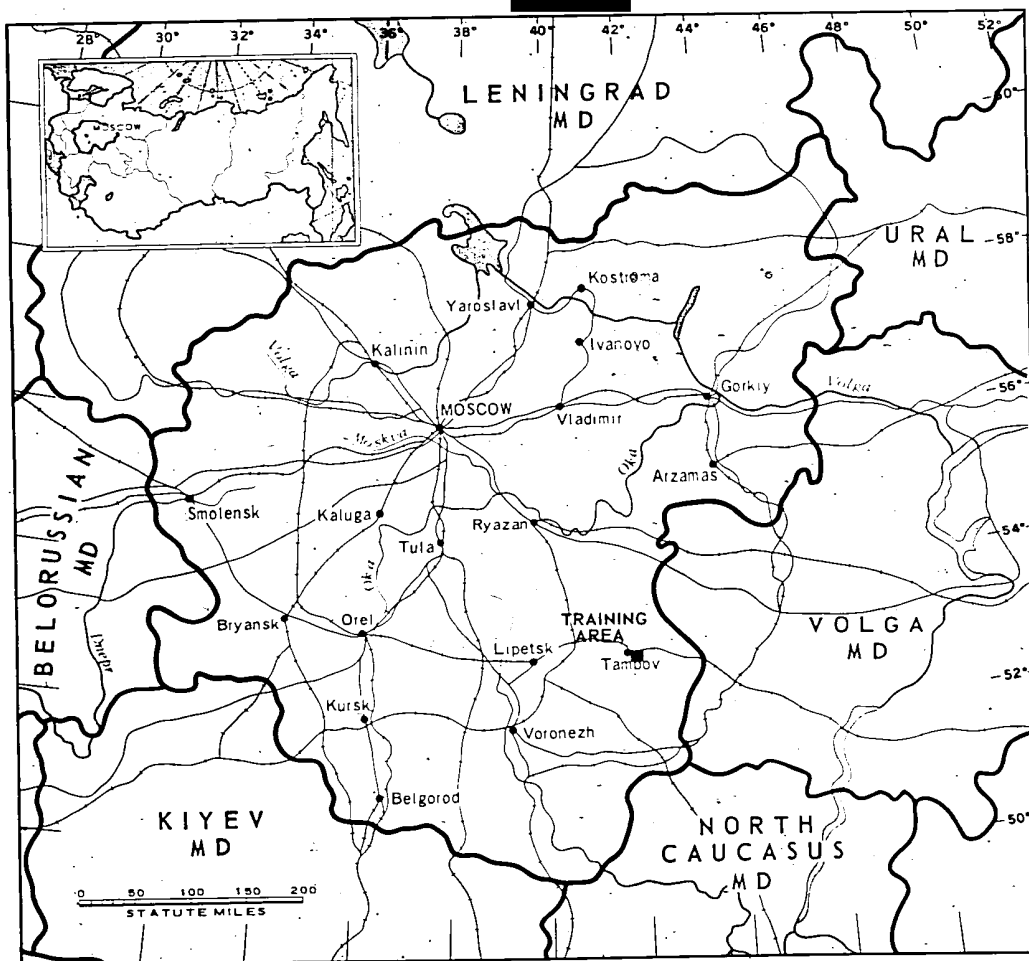 28° 30° 32° 34° 36° 38° 40° 42° 44° 46° 48° 50° 52°
MOSCOW
LENINGRAD
MD
60°
URAL
MD
58°
Kostroma
Yaroslavl
Ivanovo
Kalinin
Volga
Gorkiy
Volga
56°
MOSCOW
Vladimir
Moskva
Oka
Arzamas
BELORUSSIAN
MD
Smolensk
Kaluga
Ryazan
54°
Tula
Oka
Dnepr
Bryansk
Orel
TRAINING
AREA
VOLGA
MD
Lipetsk
Tambov
52°
Kursk
Voronezh
Belgorod
KIYEV
MD
NORTH
CAUCASUS
MD
50°
0 50 100 150 200
STATUTE MILES